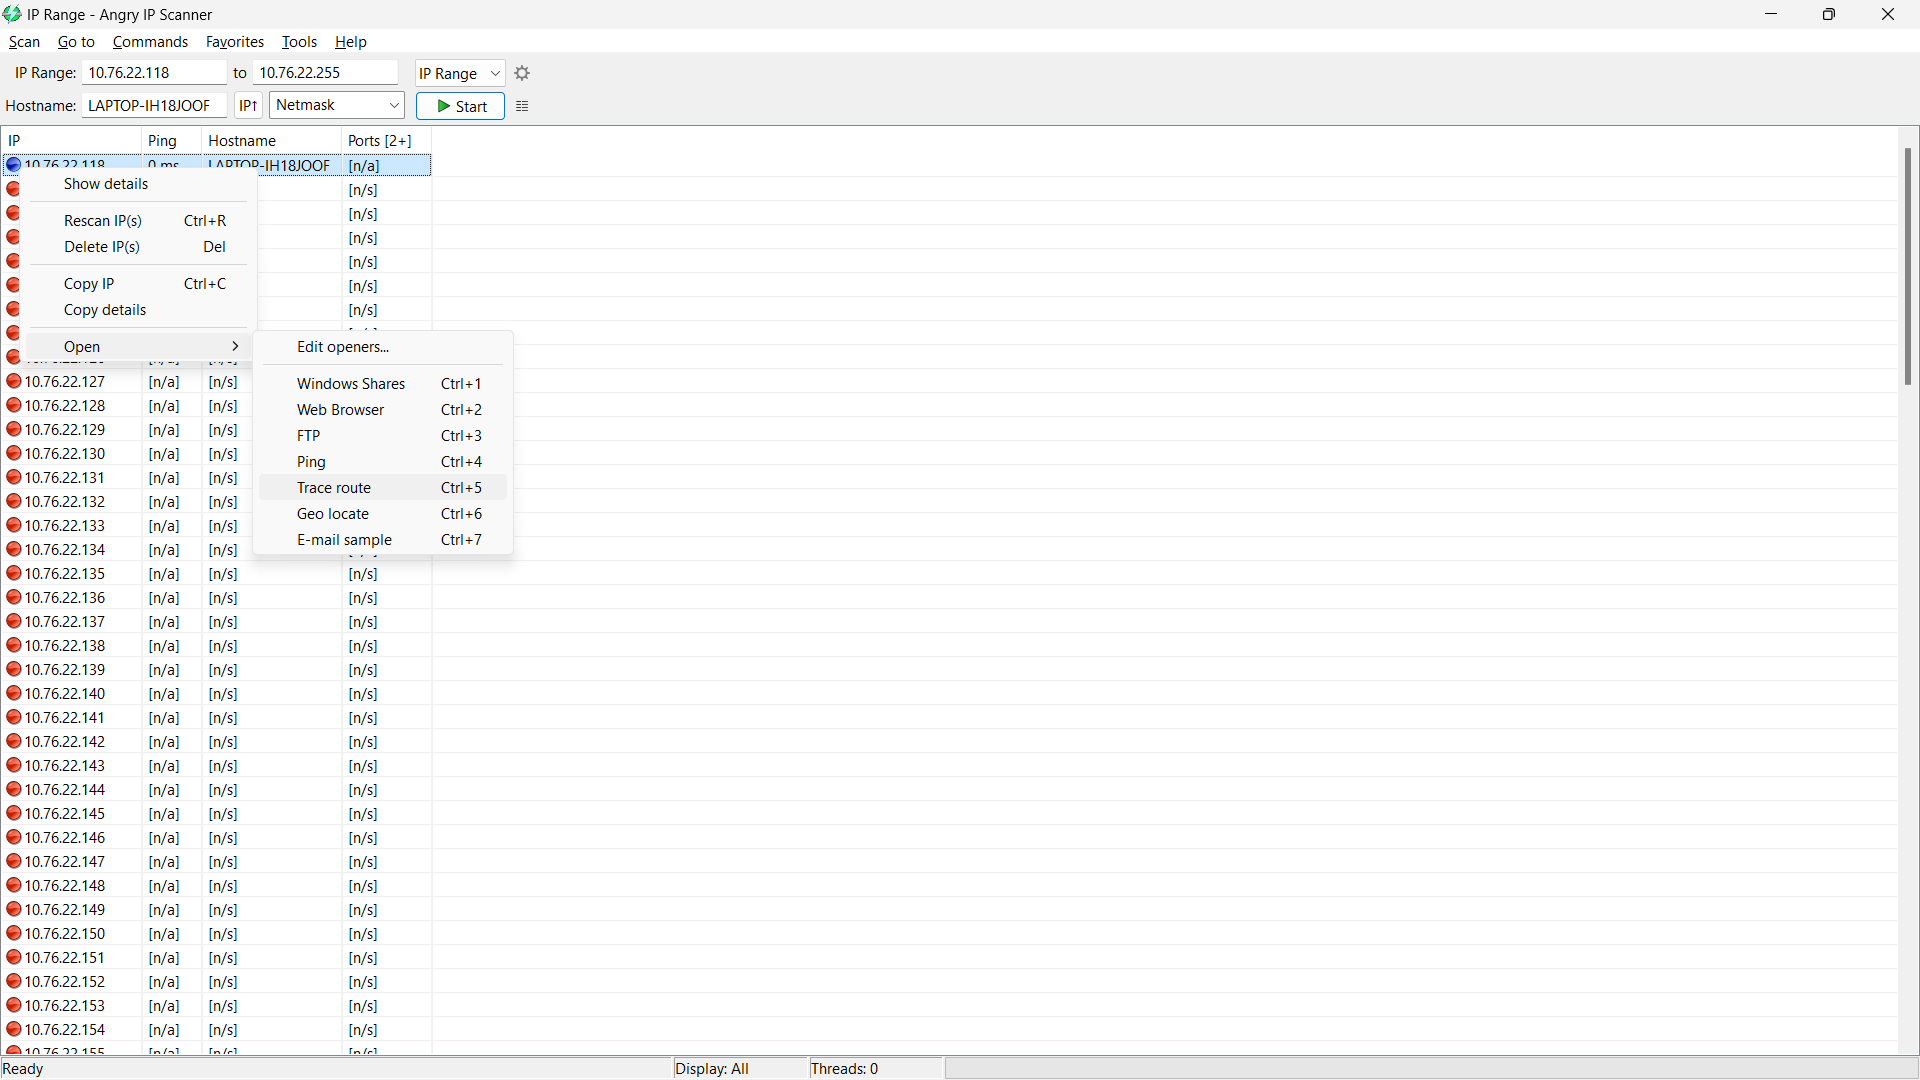 IP Range - Angry IP Scanner
Scan Go to Commands Favorites Tools Help
IP Range: 10.76.22.118 to 10.76.22.255 IP Range
Hostname: LAPTOP-IH18JOOF IP↑ Netmask Start
IP Ping Hostname Ports [2+]
10.76.22.118 0 ms LAPTOP-IH18JOOF [n/a]
Show details [n/s]
[n/s]
Rescan IP(s) Ctrl+R
Delete IP(s) Del [n/s]
[n/s]
Copy IP Ctrl+C [n/s]
Copy details [n/s]
Open Edit openers...
10.76.22.127 [n/a] [n/s] Windows Shares Ctrl+1
10.76.22.128 [n/a] [n/s] Web Browser Ctrl+2
10.76.22.129 [n/a] [n/s] FTP Ctrl+3
10.76.22.130 [n/a] [n/s] Ping Ctrl+4
10.76.22.131 [n/a] [n/s] Trace route Ctrl+5
10.76.22.132 [n/a] [n/s] Geo locate Ctrl+6
10.76.22.133 [n/a] [n/s] E-mail sample Ctrl+7
10.76.22.134 [n/a] [n/s]
10.76.22.135 [n/a] [n/s] [n/s]
10.76.22.136 [n/a] [n/s] [n/s]
10.76.22.137 [n/a] [n/s] [n/s]
10.76.22.138 [n/a] [n/s] [n/s]
10.76.22.139 [n/a] [n/s] [n/s]
10.76.22.140 [n/a] [n/s] [n/s]
10.76.22.141 [n/a] [n/s] [n/s]
10.76.22.142 [n/a] [n/s] [n/s]
10.76.22.143 [n/a] [n/s] [n/s]
10.76.22.144 [n/a] [n/s] [n/s]
10.76.22.145 [n/a] [n/s] [n/s]
10.76.22.146 [n/a] [n/s] [n/s]
10.76.22.147 [n/a] [n/s] [n/s]
10.76.22.148 [n/a] [n/s] [n/s]
10.76.22.149 [n/a] [n/s] [n/s]
10.76.22.150 [n/a] [n/s] [n/s]
10.76.22.151 [n/a] [n/s] [n/s]
10.76.22.152 [n/a] [n/s] [n/s]
10.76.22.153 [n/a] [n/s] [n/s]
10.76.22.154 [n/a] [n/s] [n/s]
10.76.22.155 [n/a] [n/s] [n/s]
Ready Display: All Threads: 0